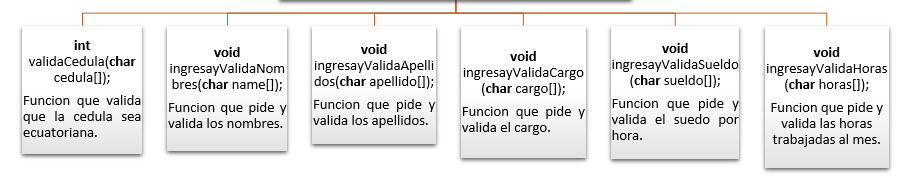 int
validaCedula(char
cedula[]);
Funcion que valida
que la cedula sea
ecuatoriana.
void
ingresayValidaNom
bres(char name[]);
Funcion que pide y
valida los nombres.
void
ingresayValidaApelli
dos(char apellido[]);
Funcion que pide y
valida los apellidos.
void
ingresayValidaCargo
(char cargo[]);
Funcion que pide y
valida el cargo.
void
ingresayValidaSueldo
(char sueldo[]);
Funcion que pide y
valida el suedo por
hora.
void
ingresayValidaHoras
(char horas[]);
Funcion que pide y
valida las horas
trabajadas al mes.